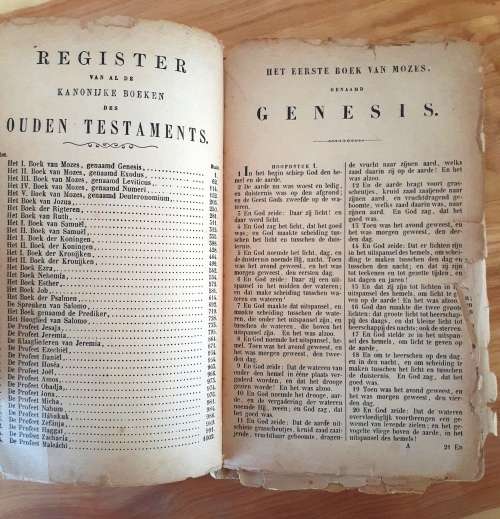 REGISTER
VAN AL DE
KANONIJKE BOEKEN
DES
OUDEN TESTAMENTS.
Het I. Boek van Mozes, genaamd Genesis
Het II. Boek van Mozes, genaamd Exodus
Het III. Boek van Mozes, genaamd Leviticus
Het IV. Boek van Mozes, genaamd Numeri
Het V. Boek van Mozes, genaamd Deuteronomium
Het Boek van Jozua
Het Boek der Rigteren
Het Boek van Ruth
Het I. Boek van Samuel
Het II. Boek van Samuel
Het I. Boek der Koningen
Het II. Boek der Koningen
Het I. Boek der Kronijken
Het II. Boek der Kronijken
Het Boek Ezra
Het Boek Nehemia
Het Boek Esther
Het Boek Job
Het Boek der Psalmen
De Spreuken van Salomo
Het Boek genaamd de Prediker
Het Hooglied van Salomo
De Profeet Jesaja
De Profeet Jeremia
De Klaagliederen van Jeremia
De Profeet Ezechiël
De Profeet Daniël
De Profeet Hoséa
De Profeet Joël
De Profeet Amos
De Profeet Obadja
De Profeet Jona
De Profeet Micha
De Profeet Nahum
De Profeet Habakuk
De Profeet Zefánja
De Profeet Haggaï
De Profeet Zacharia
De Profeet Maleáchi
HET EERSTE BOEK VAN MOZES,
GENAAMD
GENESIS.
HOOFDSTUK I.
1 In het begin schiep God den he-
mel en de aarde.
2 De aarde nu was woest en ledig,
en duisternis was op den afgrond;
en de Geest Gods zweefde op de wa-
teren.
3 En God zeide: Daar zij licht! en
daar werd licht.
4 En God zag het licht, dat het goed
was; en God maakte scheiding tus-
schen het licht en tusschen de duister-
nis.
5 En God noemde het licht, dag, en
de duisternis noemde Hij, nacht. Toen
was het avond geweest, en het was
morgen geweest, den eersten dag.
6 En God zeide: Daar zij een uitspansel
in het midden der wateren;
en dat make scheiding tusschen wa-
teren en wateren!
7 En God maakte dat uitspansel, en
maakte scheiding tusschen de wate-
ren, die onder het uitspansel zijn, en
tusschen de wateren, die boven het
uitspansel zijn. En het was alzoo.
8 En God noemde het uitspansel, he-
mel. Toen was het avond geweest, en
het was morgen geweest, den tweeden
dag.
9 En God zeide: Dat de wateren van
onder den hemel in ééne plaats ver-
zameld worden, en dat het drooge
gezien worde! En het was alzoo.
10 En God noemde het drooge, aar-
de, en de vergadering der wateren
noemde Hij, zeeën; en God zag, dat
het goed was.
11 En God zeide: Dat de aarde uit-
schiete grasscheutjes, kruid zaad zaai-
jende, vruchtbaar geboomte, dragen-
de vrucht naar zijnen aard, welks
zaad daarin zij op de aarde! En het
was alzoo.
12 En de aarde bragt voort gras-
scheutjes, kruid zaad zaaijende naar
zijnen aard, en vruchtdragend ge-
boomte, welks zaad daarin was, naar
zijnen aard. En God zag, dat het
goed was.
13 Toen was het avond geweest, en
het was morgen geweest, den der-
den dag.
14 En God zeide: Dat er lichten zijn
in het uitspansel des hemels, om schei-
ding te maken tusschen den dag en
tusschen den nacht; en dat zij zijn
tot teekenen en tot gezette tijden, en
tot dagen en jaren!
15 En dat zij zijn tot lichten in het
uitspansel des hemels, om licht te ge-
ven op de aarde! En het was alzoo.
16 God dan maakte die twee groote
lichten: dat groote licht tot heerschap-
pij des daags, en dat kleine licht tot
heerschappij des nachts; ook de sterren.
17 En God stelde ze in het uitspan-
sel des hemels, om licht te geven op
de aarde,
18 En om te heerschen op den dag,
en in den nacht, en om scheiding te
maken tusschen het licht en tusschen
de duisternis. En God zag, dat het
goed was.
19 Toen was het avond geweest, en
het was morgen geweest, den vier-
den dag.
20 En God zeide: Dat de wateren
overvloediglijk voortbrengen een ge-
wemel van levende zielen; en het ge-
vogelte vliege boven de aarde, in het
uitspansel des hemels!
A
21 En